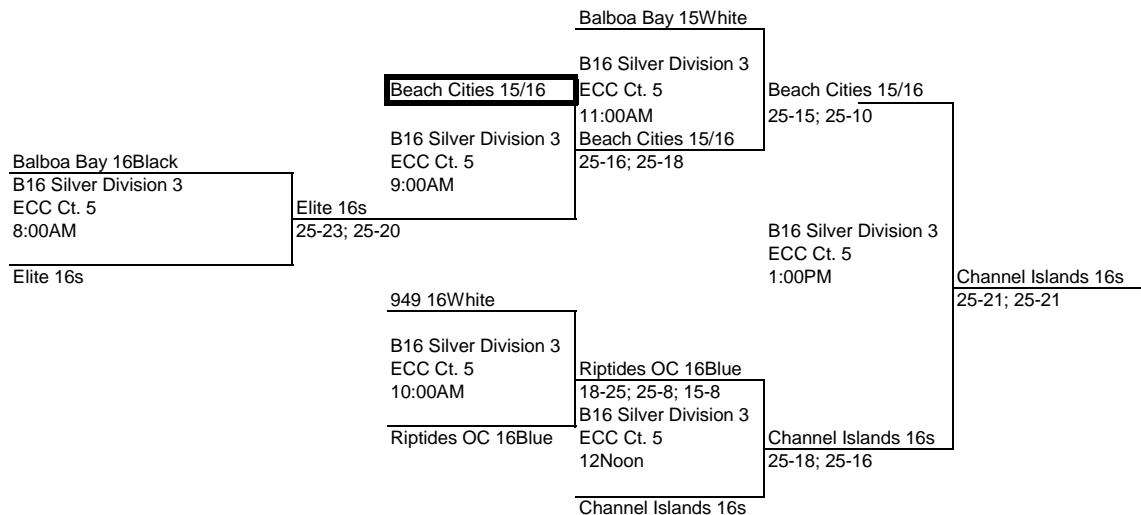 Balboa Bay 15White
B16 Silver Division 3
Beach Cities 15/16
ECC Ct. 5
Beach Cities 15/16
11:00AM
25-15; 25-10
B16 Silver Division 3
Beach Cities 15/16
Balboa Bay 16Black
ECC Ct. 5
25-16; 25-18
B16 Silver Division 3
9:00AM
ECC Ct. 5
Elite 16s
8:00AM
25-23; 25-20
B16 Silver Division 3
ECC Ct. 5
Elite 16s
1:00PM
Channel Islands 16s
949 16White
25-21; 25-21
B16 Silver Division 3
ECC Ct. 5
Riptides OC 16Blue
10:00AM
18-25; 25-8; 15-8
B16 Silver Division 3
Riptides OC 16Blue
ECC Ct. 5
Channel Islands 16s
12Noon
25-18; 25-16
Channel Islands 16s